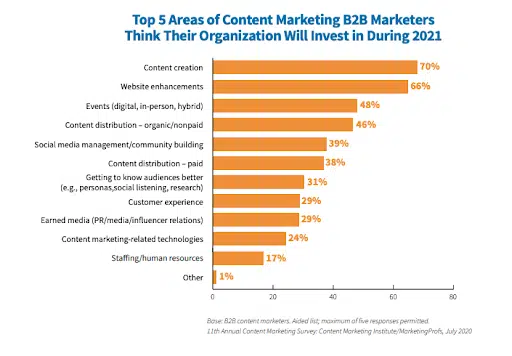 Top 5 Areas of Content Marketing B2B Marketers
Think Their Organization Will Invest in During 2021
Content creation 70%
Website enhancements 66%
Events (digital, in-person, hybrid) 48%
Content distribution – organic/nonpaid 46%
Social media management/community building 39%
Content distribution – paid 38%
Getting to know audiences better
(e.g., personas,social listening, research) 31%
Customer experience 29%
Earned media (PR/media/influencer relations) 29%
Content marketing-related technologies 24%
Staffing/human resources 17%
Other 1%
0 20 40 60 80
Base: B2B content marketers. Aided list; maximum of five responses permitted.
11th Annual Content Marketing Survey: Content Marketing Institute/MarketingProfs, July 2020